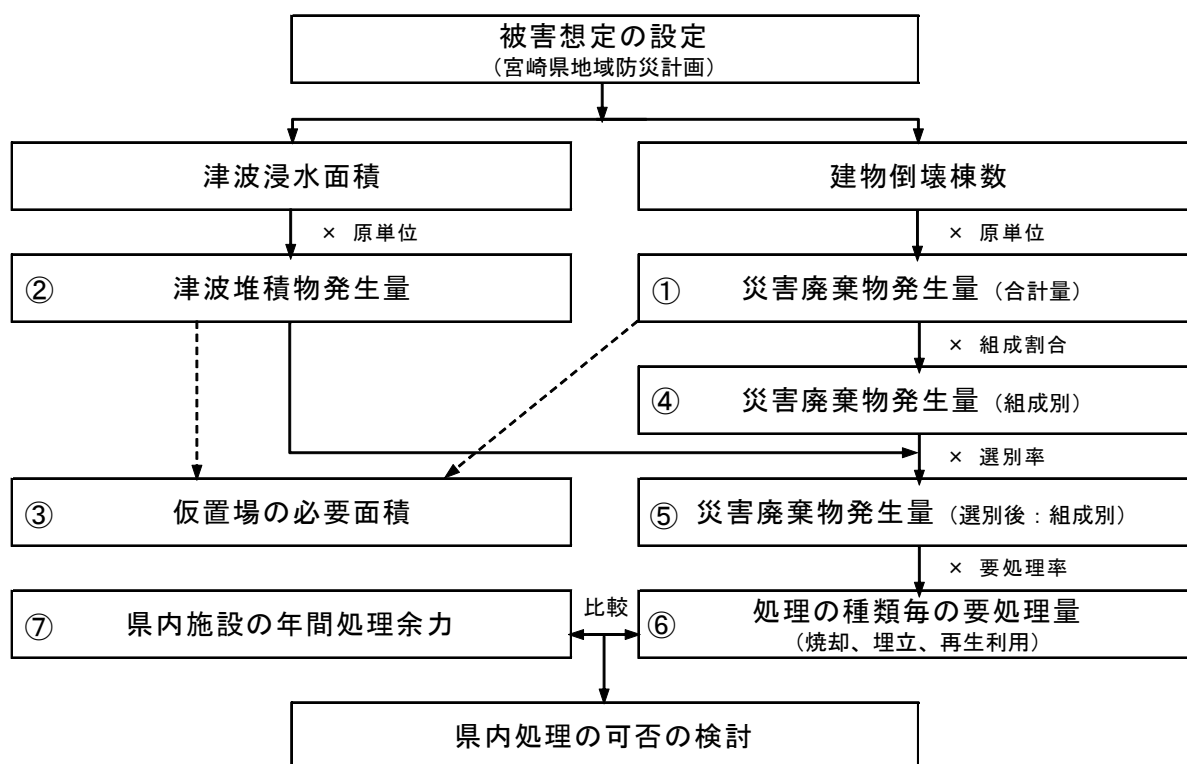 被害想定の設定
（宮崎県地域防災計画）
津波浸水面積
建物倒壊棟数
× 原単位
× 原単位
② 津波堆積物発生量
① 災害廃棄物発生量（合計量）
× 組成割合
④ 災害廃棄物発生量（組成別）
× 選別率
③ 仮置場の必要面積
⑤ 災害廃棄物発生量（選別後：組成別）
× 要処理率
⑦ 県内施設の年間処理余力
比較
⑥ 処理の種類毎の要処理量
（焼却、埋立、再生利用）
県内処理の可否の検討